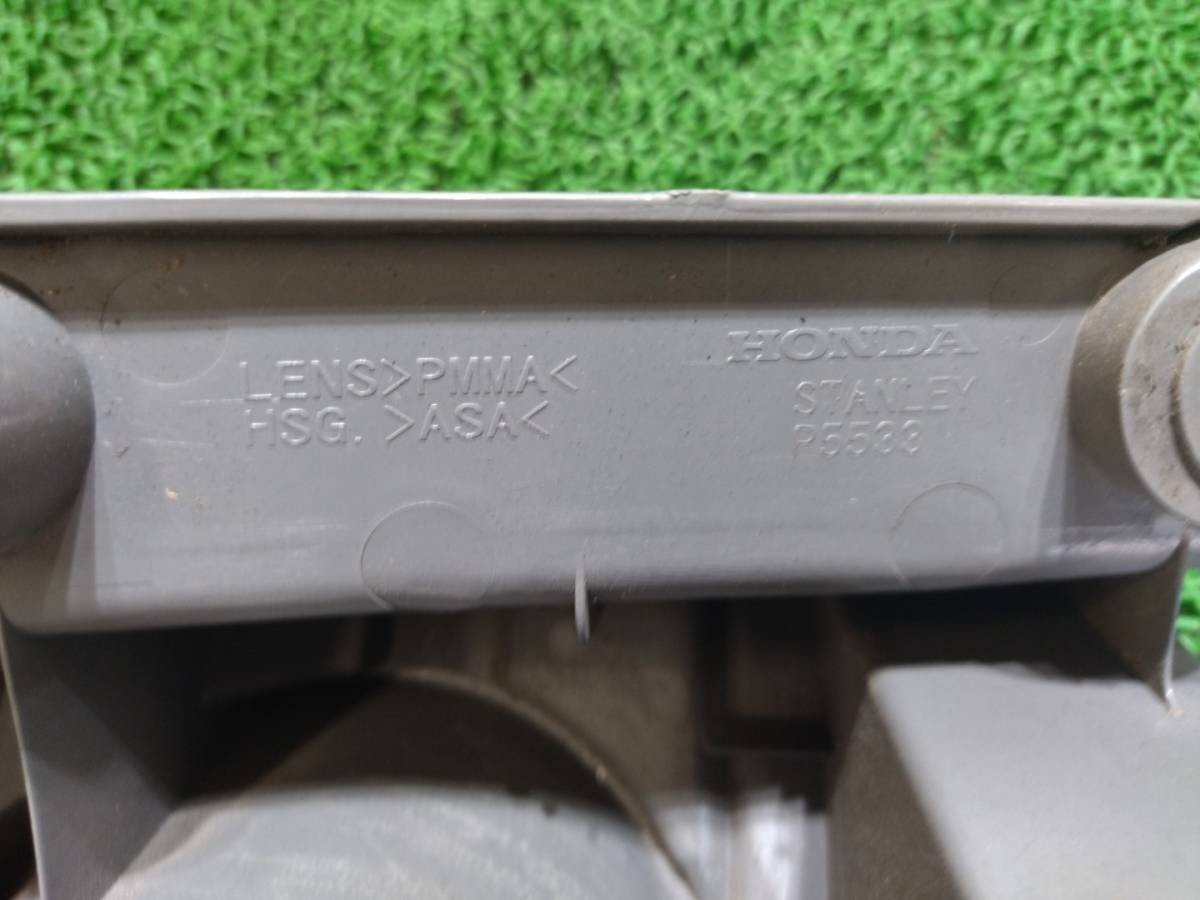 LENS>PMMA<
HSG. >ASA<
HONDA
STANLEY
P5533